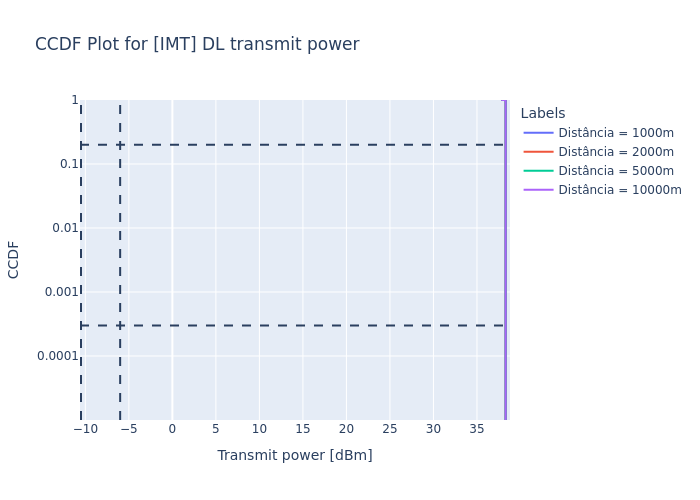 CCDF Plot for [IMT] DL transmit power
CCDF
1
0.1
0.01
0.001
0.0001
−10 −5 0 5 10 15 20 25 30 35
Transmit power [dBm]
Labels
Distância = 1000m
Distância = 2000m
Distância = 5000m
Distância = 10000m